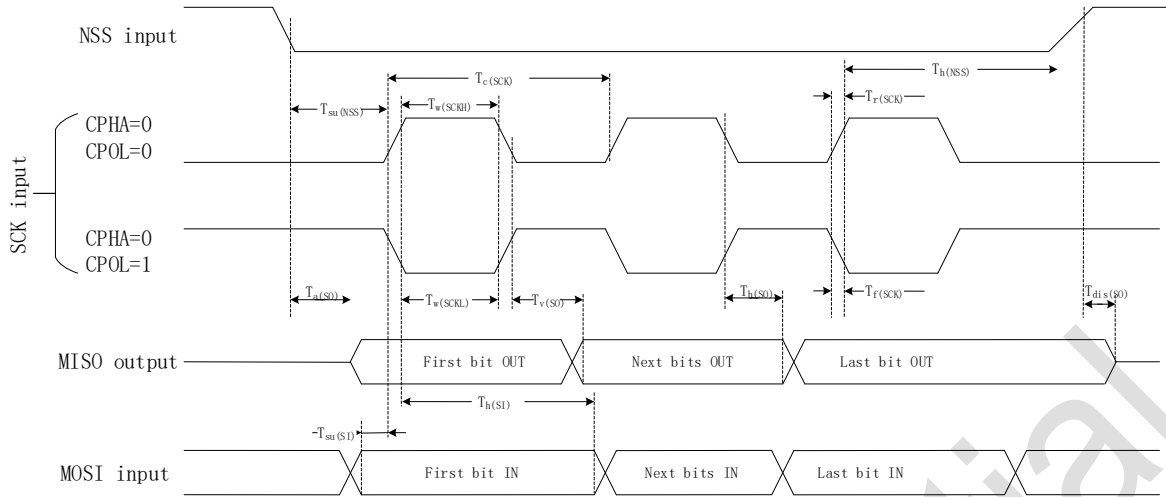 NSS input
Tc(SCK)
Th(NSS)
Tsu(NSS)
Tw(SCKH)
Tr(SCK)
SCK input
CPHA=0
CPOL=0
CPHA=0
CPOL=1
Ta(SO)
Tw(SCKL)
Tv(SO)
Th(SO)
Tf(SCK)
Tdis(SO)
MISO output
First bit OUT
Next bits OUT
Last bit OUT
Th(SI)
Tsu(SI)
MOSI input
First bit IN
Next bits IN
Last bit IN